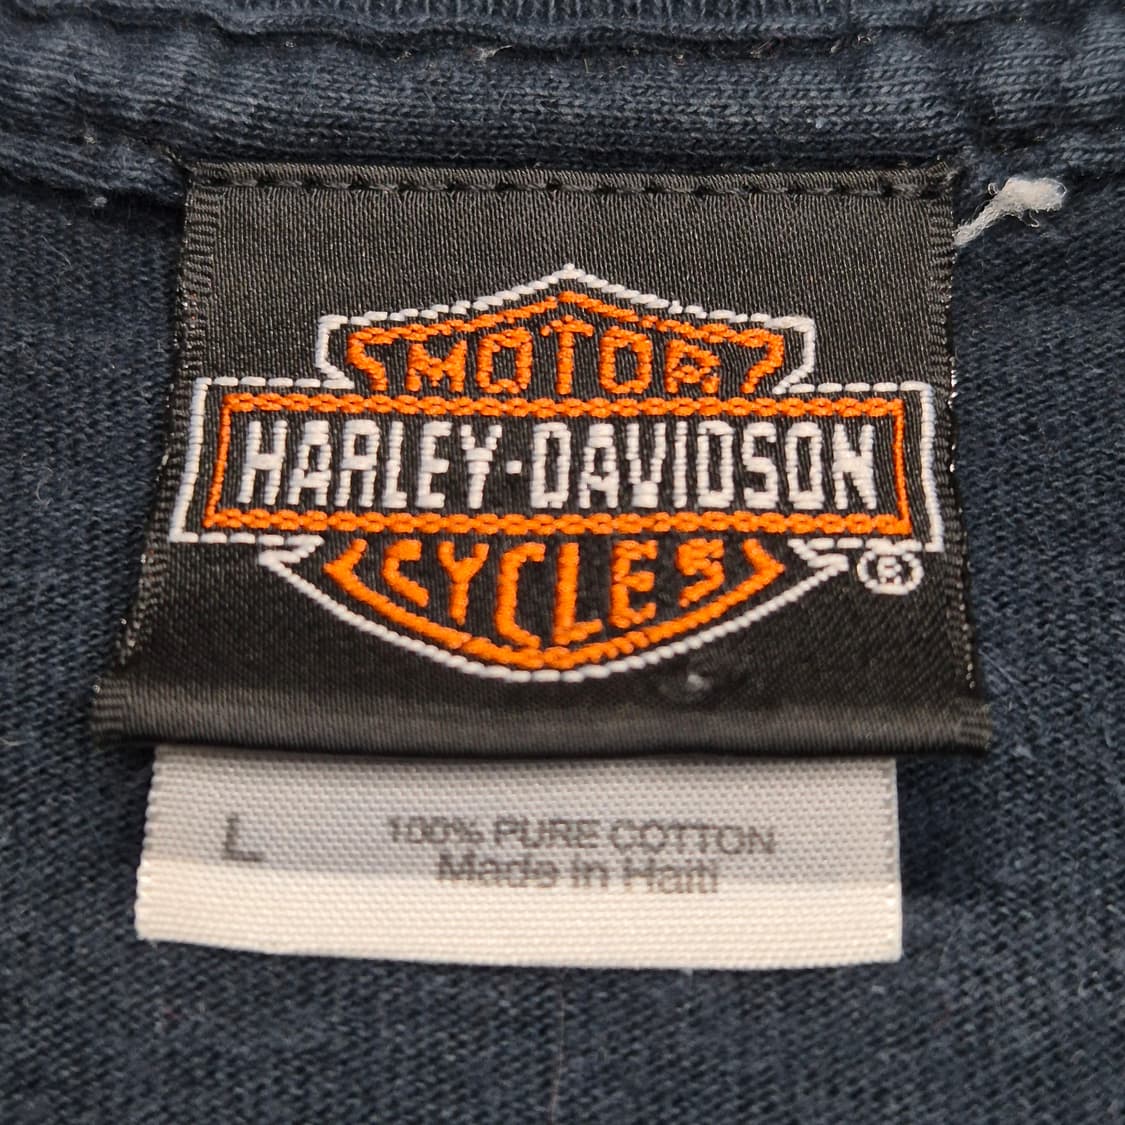 MOTOR
HARLEY-DAVIDSON
CYCLES ®
L
100% PURE COTTON
Made in Haiti